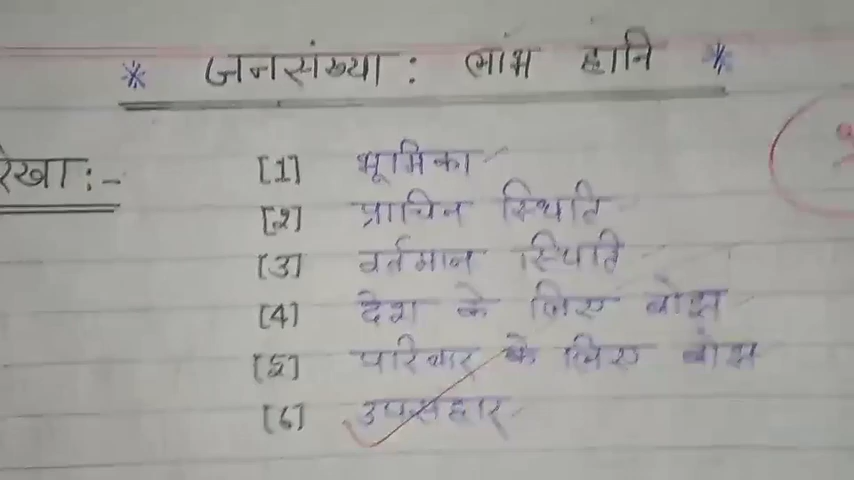 * जनसंख्या : लांभ हांनि *
रेखा :-
[1] भूमिका
[2] प्राचिन स्थिति
[3] वर्तमान स्थिति
[4] देश के लिए बोझ
[5] परिवार के लिए बोझ
[6] उपसंहार